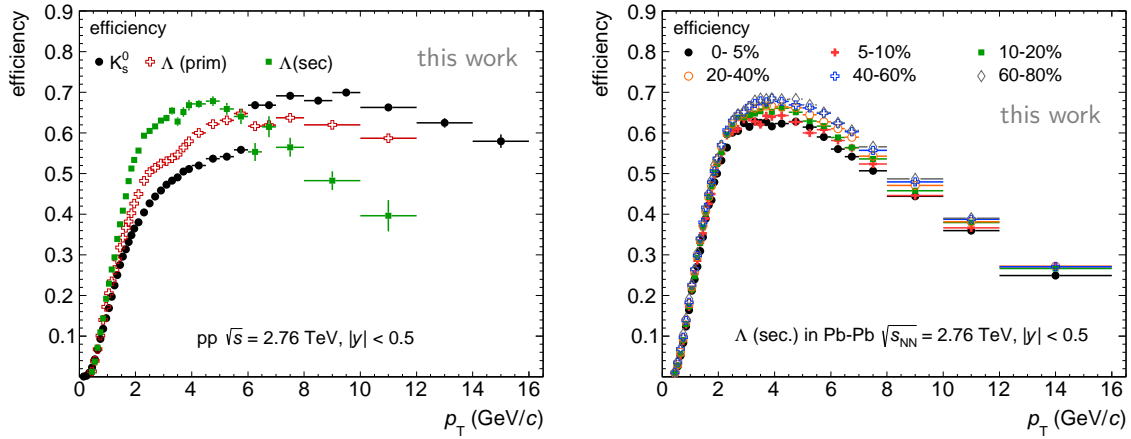 efficiency
0.9
0.8
0.7
0.6
0.5
0.4
0.3
0.2
0.1
efficiency
K⁰ₛ Λ (prim) Λ(sec)
this work
pp √s = 2.76 TeV, |y| < 0.5
0 2 4 6 8 10 12 14 16
p_T (GeV/c)
efficiency
0.9
0.8
0.7
0.6
0.5
0.4
0.3
0.2
0.1
efficiency
0- 5% 5-10% 10-20%
20-40% 40-60% 60-80%
this work
Λ (sec.) in Pb-Pb √s_NN = 2.76 TeV, |y| < 0.5
0 2 4 6 8 10 12 14 16
p_T (GeV/c)